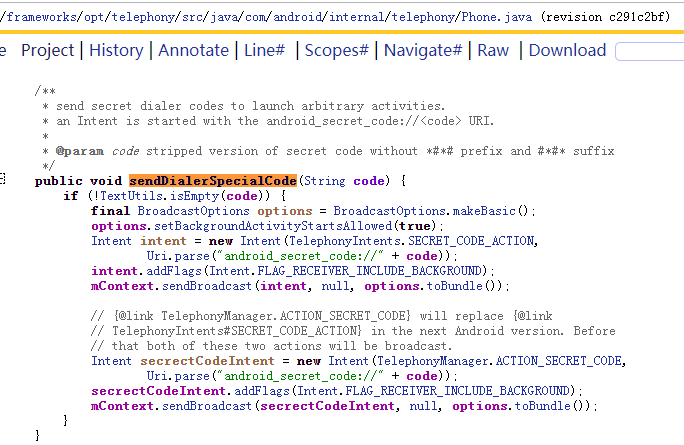 /frameworks/opt/telephony/src/java/com/android/internal/telephony/Phone.java (revision c291c2bf)
e Project | History | Annotate | Line# | Scopes# | Navigate# | Raw | Download
/**
* send secret dialer codes to launch arbitrary activities.
* an Intent is started with the android_secret_code://<code> URI.
*
* @param code stripped version of secret code without *#*# prefix and #*#* suffix
*/
public void sendDialerSpecialCode(String code) {
if (!TextUtils.isEmpty(code)) {
final BroadcastOptions options = BroadcastOptions.makeBasic();
options.setBackgroundActivityStartsAllowed(true);
Intent intent = new Intent(TelephonyIntents.SECRET_CODE_ACTION,
Uri.parse("android_secret_code://" + code));
intent.addFlags(Intent.FLAG_RECEIVER_INCLUDE_BACKGROUND);
mContext.sendBroadcast(intent, null, options.toBundle());
// {@link TelephonyManager.ACTION_SECRET_CODE} will replace {@link
// TelephonyIntents#SECRET_CODE_ACTION} in the next Android version. Before
// that both of these two actions will be broadcast.
Intent secrectCodeIntent = new Intent(TelephonyManager.ACTION_SECRET_CODE,
Uri.parse("android_secret_code://" + code));
secrectCodeIntent.addFlags(Intent.FLAG_RECEIVER_INCLUDE_BACKGROUND);
mContext.sendBroadcast(secrectCodeIntent, null, options.toBundle());
}
}